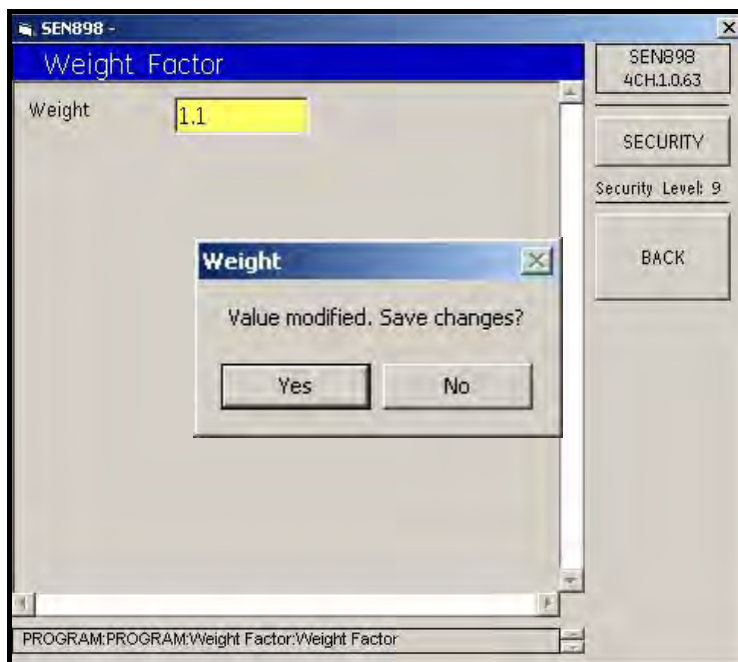 SEN898 -
Weight Factor
Weight
1.1
Weight
Value modified. Save changes?
Yes
No
SEN898
4CH.1.0.63
SECURITY
Security Level: 9
BACK
PROGRAM:PROGRAM:Weight Factor:Weight Factor